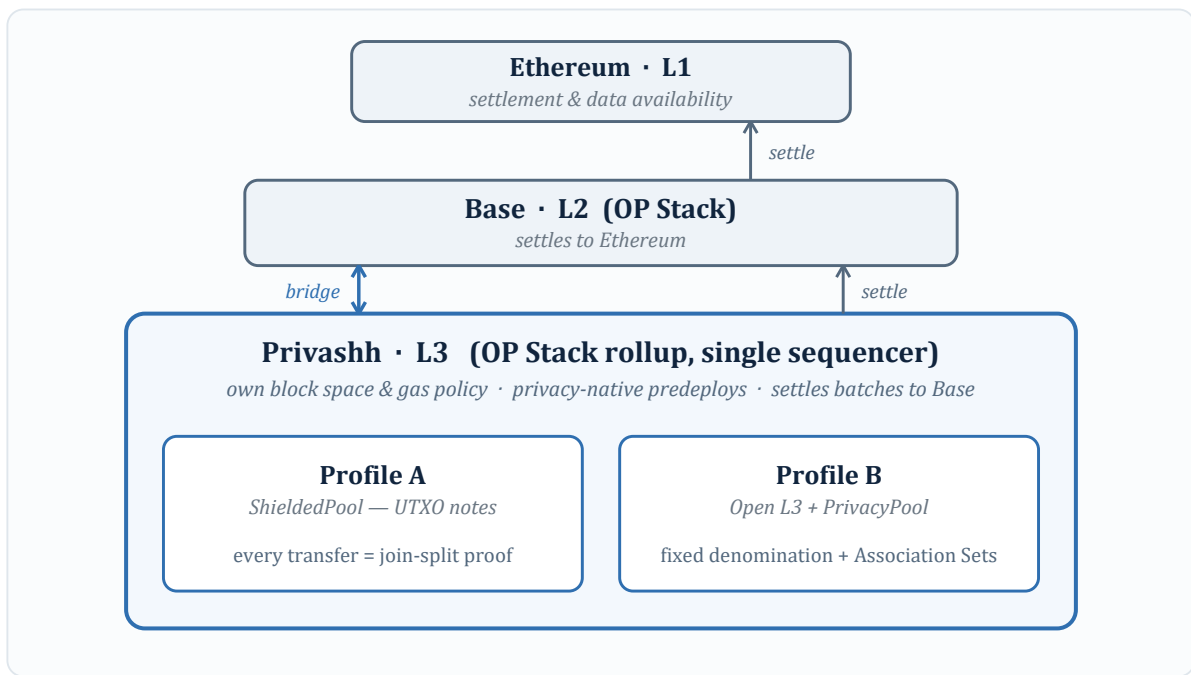 Ethereum · L1
settlement & data availability
settle
Base · L2 (OP Stack)
settles to Ethereum
bridge
settle
Privashh · L3 (OP Stack rollup, single sequencer)
own block space & gas policy · privacy-native predeploys · settles batches to Base
Profile A
ShieldedPool — UTXO notes
every transfer = join-split proof
Profile B
Open L3 + PrivacyPool
fixed denomination + Association Sets